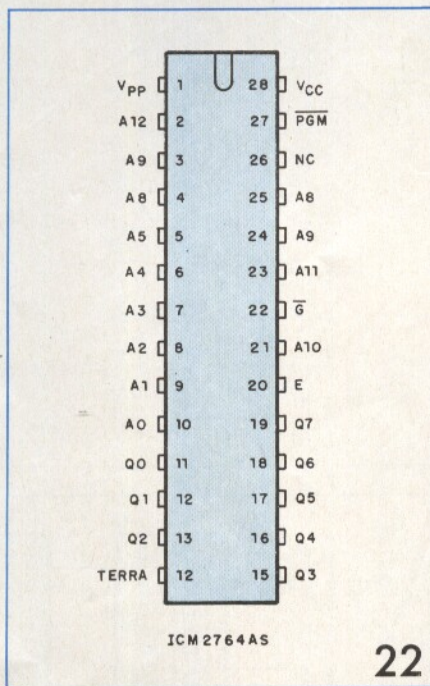 VPP 1 28 VCC
A12 2 27 PGM
A9 3 26 NC
A8 4 25 A8
A5 5 24 A9
A4 6 23 A11
A3 7 22 G
A2 8 21 A10
A1 9 20 E
A0 10 19 Q7
Q0 11 18 Q6
Q1 12 17 Q5
Q2 13 16 Q4
TERRA 12 15 Q3
ICM2764AS
22